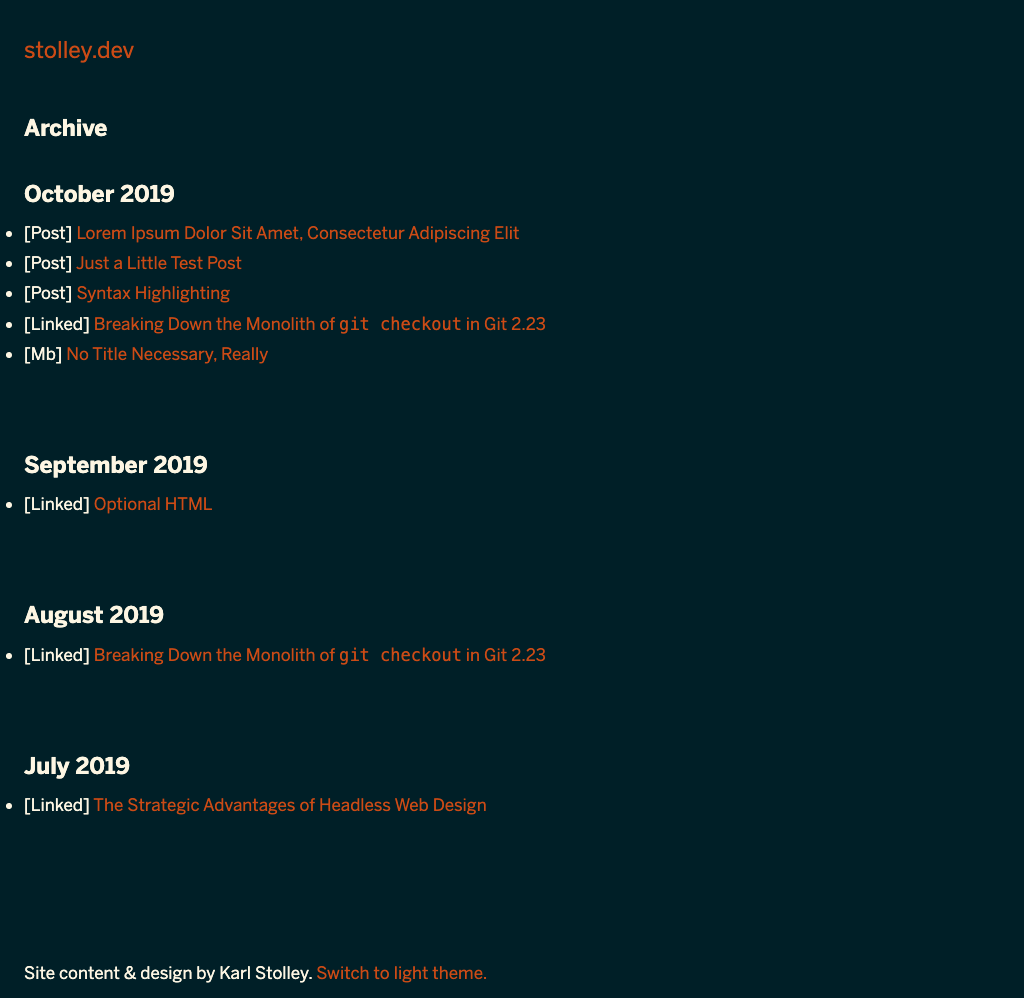 stolley.dev
Archive
October 2019
[Post] Lorem Ipsum Dolor Sit Amet, Consectetur Adipiscing Elit
[Post] Just a Little Test Post
[Post] Syntax Highlighting
[Linked] Breaking Down the Monolith of git checkout in Git 2.23
[Mb] No Title Necessary, Really
September 2019
[Linked] Optional HTML
August 2019
[Linked] Breaking Down the Monolith of git checkout in Git 2.23
July 2019
[Linked] The Strategic Advantages of Headless Web Design
Site content & design by Karl Stolley. Switch to light theme.